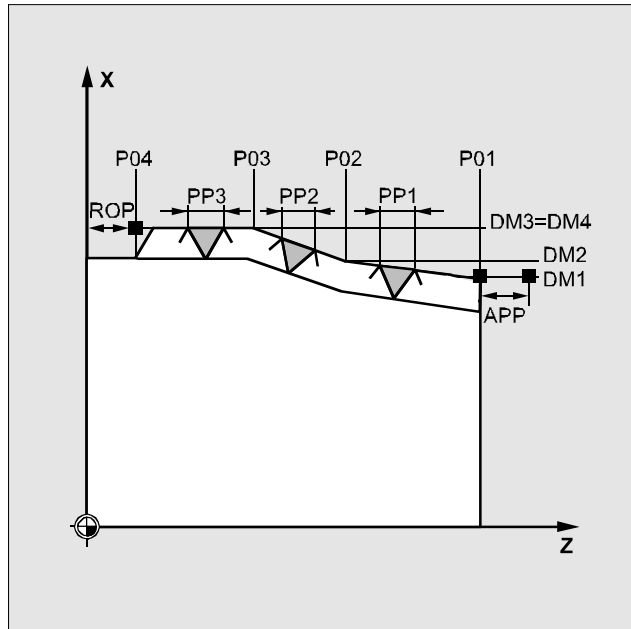 X
P04 P03 P02 P01
PP3 PP2 PP1
ROP
DM3=DM4
DM2
DM1
APP
Z